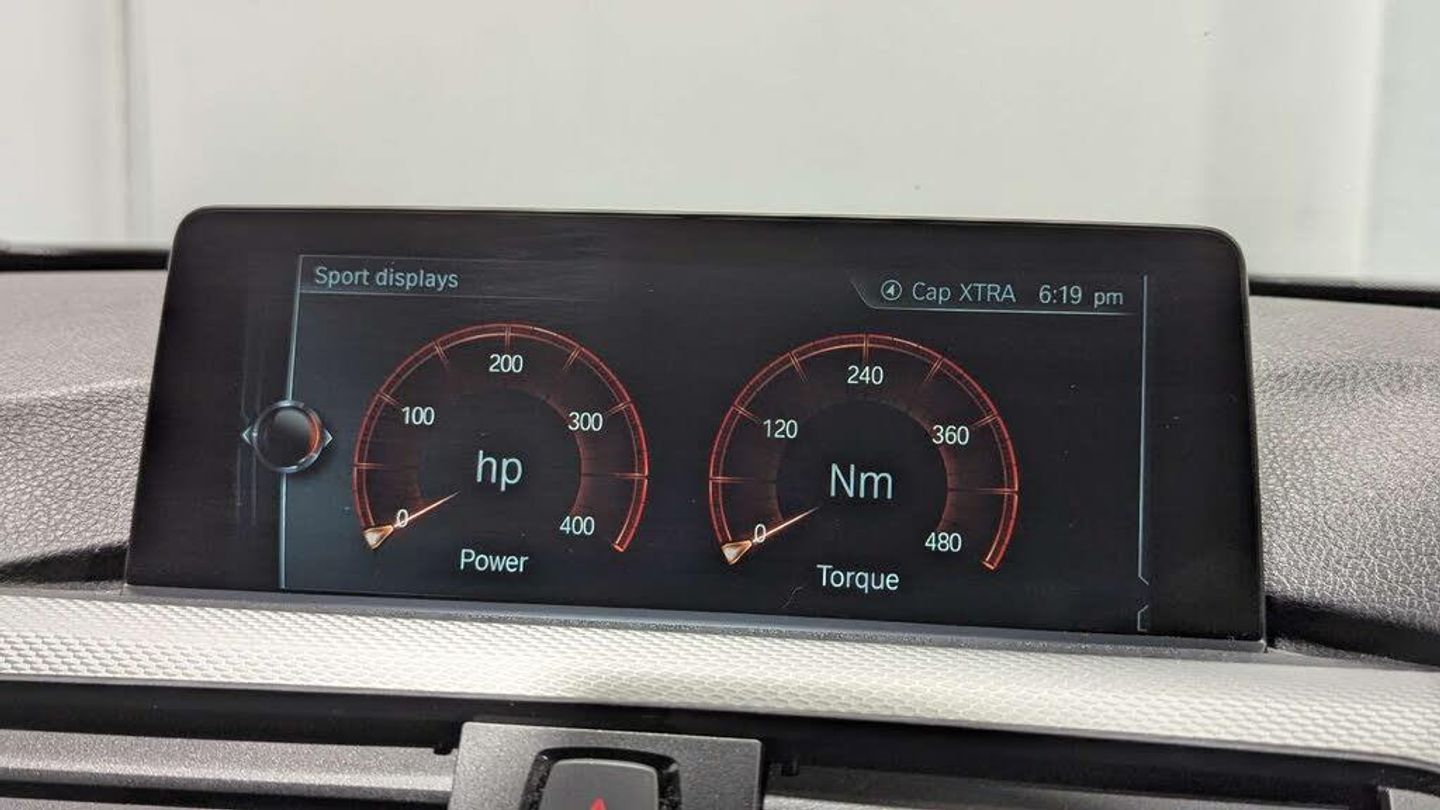 Sport displays
Cap XTRA 6:19 pm
200
100
300
hp
0
400
Power
240
120
360
Nm
0
480
Torque